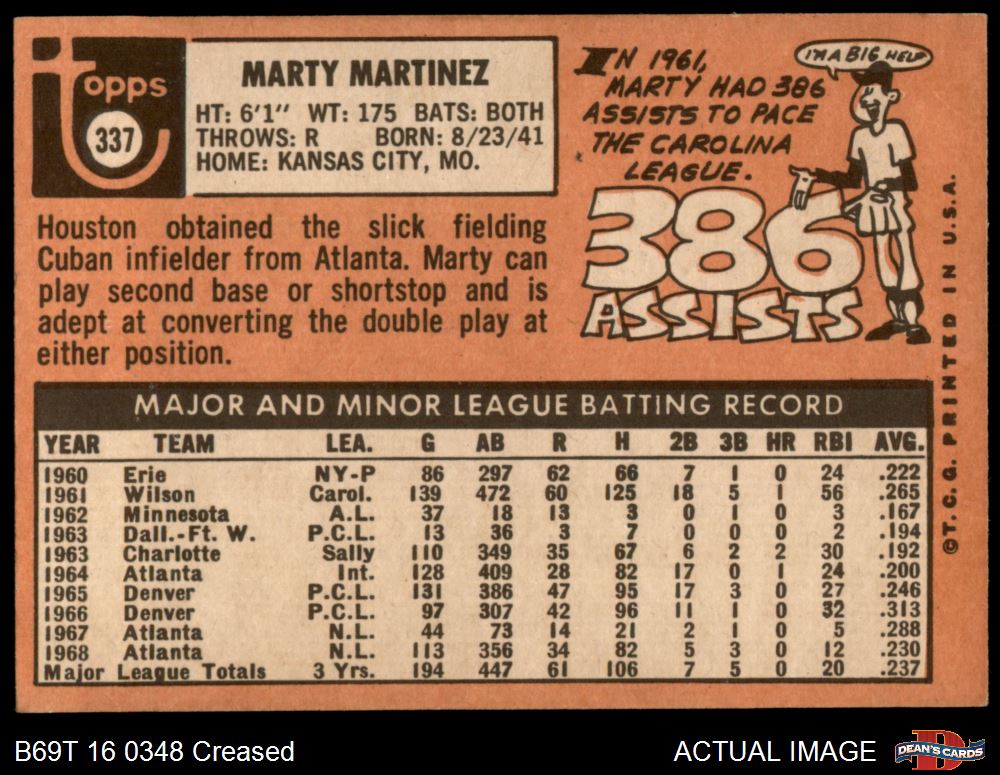 topps
337
MARTY MARTINEZ
HT: 6'1" WT: 175 BATS: BOTH
THROWS: R BORN: 8/23/41
HOME: KANSAS CITY, MO.
Houston obtained the slick fielding
Cuban infielder from Atlanta. Marty can
play second base or shortstop and is
adept at converting the double play at
either position.
IN 1961,
MARTY HAD 386
ASSISTS TO PACE
THE CAROLINA
LEAGUE.
I'M A BIG HELP
386
ASSISTS
MAJOR AND MINOR LEAGUE BATTING RECORD
YEAR TEAM LEA. G AB R H 2B 3B HR RBI AVG.
1960 Erie NY-P 86 297 62 66 7 1 0 24 .222
1961 Wilson Carol. 139 472 60 125 18 5 1 56 .265
1962 Minnesota A.L. 37 18 13 3 0 1 0 3 .167
1963 Dall.-Ft. W. P.C.L. 13 36 3 7 0 0 0 2 .194
1963 Charlotte Sally 110 349 35 67 6 2 2 30 .192
1964 Atlanta Int. 128 409 28 82 17 0 1 24 .200
1965 Denver P.C.L. 131 386 47 95 17 3 0 27 .246
1966 Denver P.C.L. 97 307 42 96 11 1 0 32 .313
1967 Atlanta N.L. 44 73 14 21 2 1 0 5 .288
1968 Atlanta N.L. 113 356 34 82 5 3 0 12 .230
Major League Totals 3 Yrs. 194 447 61 106 7 5 0 20 .237
©T.C.G. PRINTED IN U.S.A.
B69T 16 0348 Creased
ACTUAL IMAGE
DEAN'S CARDS